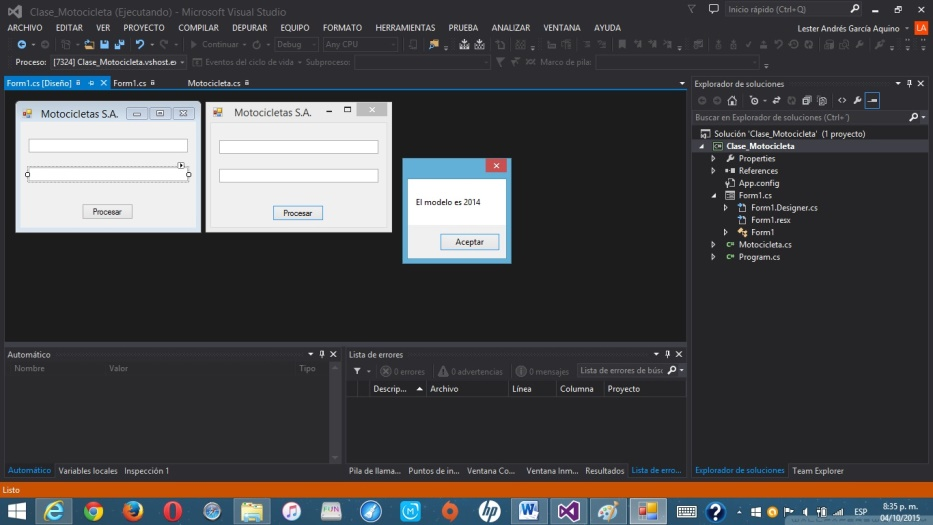 Clase_Motocicleta (Ejecutando) - Microsoft Visual Studio
Inicio rápido (Ctrl+Q)
ARCHIVO EDITAR VER PROYECTO COMPILAR DEPURAR EQUIPO FORMATO HERRAMIENTAS PRUEBA ANALIZAR VENTANA AYUDA
Lester Andrés García Aquino LA
Continuar Debug Any CPU
Proceso: [7324] Clase_Motocicleta.vshost.e Eventos del ciclo de vida Subproceso: Marco de pila:
Form1.cs [Diseño] Form1.cs Motocicleta.cs
Motocicletas S.A.
Procesar
Motocicletas S.A.
Procesar
El modelo es 2014
Aceptar
Explorador de soluciones
Buscar en Explorador de soluciones (Ctrl+')
Solución 'Clase_Motocicleta' (1 proyecto)
Clase_Motocicleta
Properties
References
App.config
Form1.cs
Form1.Designer.cs
Form1.resx
Form1
Motocicleta.cs
Program.cs
Automático
Nombre Valor Tipo
Automático Variables locales Inspección 1
Lista de errores
0 errores 0 advertencias 0 mensajes Lista de errores de búsc
Descrip... Archivo Línea Columna Proyecto
Pila de llama... Puntos de in... Ventana Co... Ventana Inm... Resultados Lista de erro...
Explorador de soluciones Team Explorer
Listo
ESP
8:35 p. m.
04/10/2015